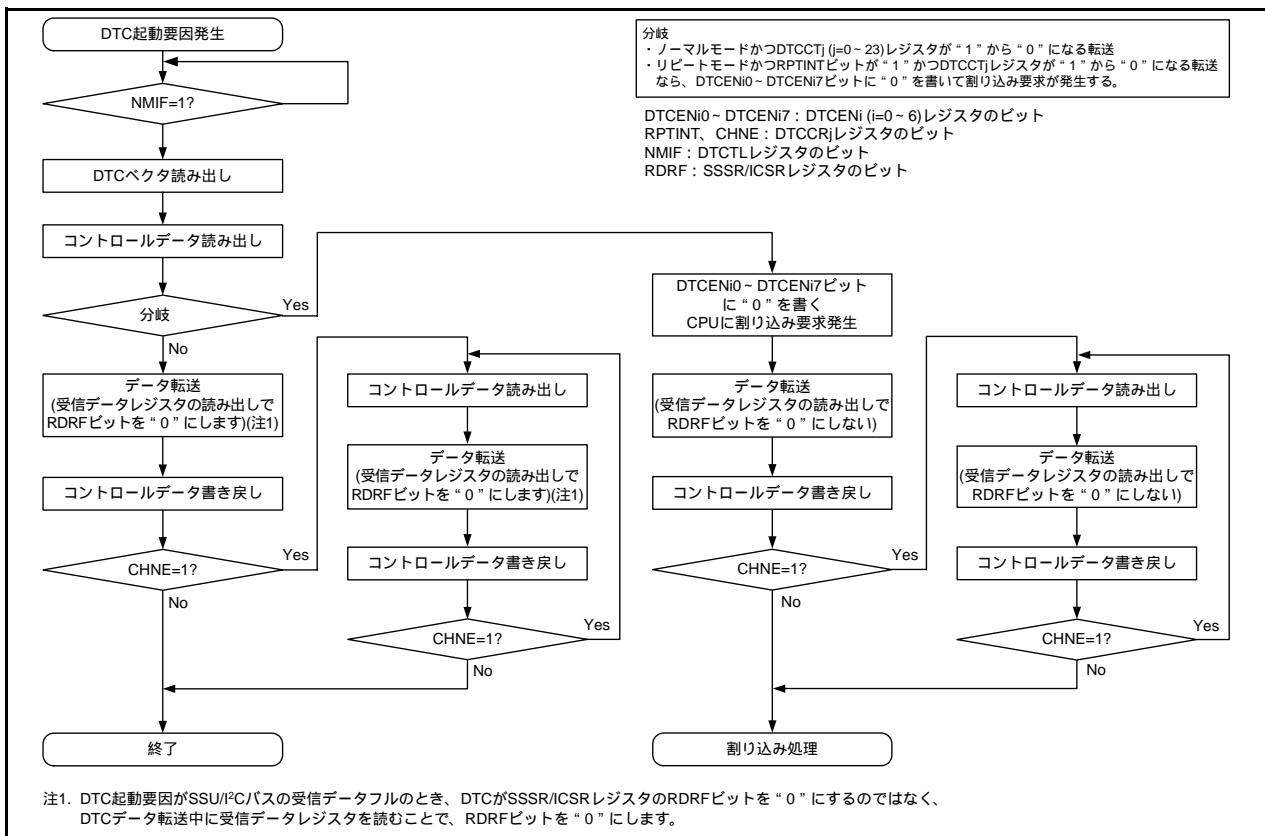 DTC起動要因発生
NMIF=1?
DTCベクタ読み出し
コントロールデータ読み出し
分岐
Yes
No
データ転送
(受信データレジスタの読み出しで
RDRFビットを“0”にします)(注1)
コントロールデータ書き戻し
CHNE=1?
Yes
No
終了
コントロールデータ読み出し
データ転送
(受信データレジスタの読み出しで
RDRFビットを“0”にします)(注1)
コントロールデータ書き戻し
CHNE=1?
Yes
No
分岐
・ノーマルモードかつDTCCTj (j=0~23)レジスタが“1”から“0”になる転送
・リピートモードかつRPTINTビットが“1”かつDTCCTjレジスタが“1”から“0”になる転送
なら、DTCENi0~DTCENi7ビットに“0”を書いて割り込み要求が発生する。
DTCENi0~DTCENi7：DTCENi (i=0~6)レジスタのビット
RPTINT、CHNE：DTCCRjレジスタのビット
NMIF：DTCTLレジスタのビット
RDRF：SSSR/ICSRレジスタのビット
DTCENi0~DTCENi7ビット
に“0”を書く
CPUに割り込み要求発生
データ転送
(受信データレジスタの読み出しで
RDRFビットを“0”にしない)
コントロールデータ書き戻し
CHNE=1?
Yes
No
割り込み処理
コントロールデータ読み出し
データ転送
(受信データレジスタの読み出しで
RDRFビットを“0”にしない)
コントロールデータ書き戻し
CHNE=1?
Yes
No
注1. DTC起動要因がSSU/I²Cバスの受信データフルのとき、DTCがSSSR/ICSRレジスタのRDRFビットを“0”にするのではなく、
DTCデータ転送中に受信データレジスタを読むことで、RDRFビットを“0”にします。